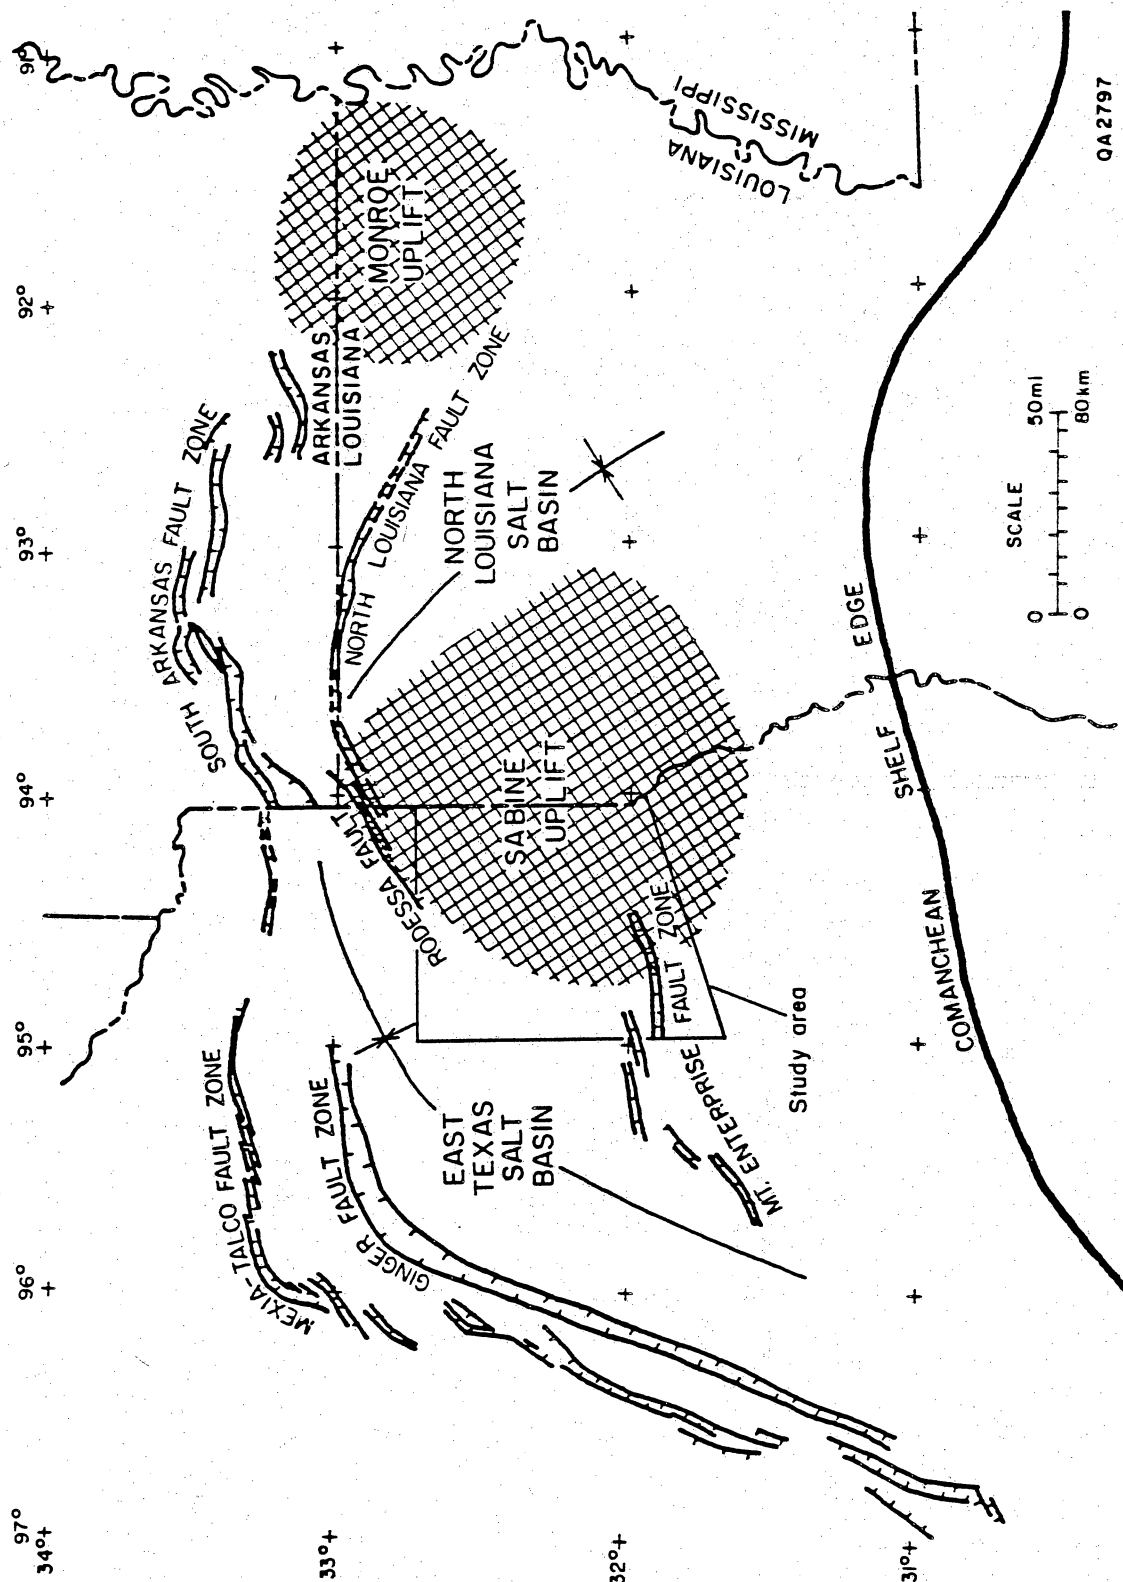 97°
96°
95°
94°
93°
92°
91°
34°
33°
32°
31°
MEXIA-TALCO FAULT ZONE
SOUTH ARKANSAS FAULT ZONE
ARKANSAS
LOUISIANA
MONROE
UPLIFT
GINGER FAULT ZONE
RODESSA FAULT
NORTH LOUISIANA FAULT ZONE
EAST
TEXAS
SALT
BASIN
NORTH
LOUISIANA
SALT
BASIN
SABINE
UPLIFT
LOUISIANA
MISSISSIPPI
MT. ENTERPRISE FAULT ZONE
Study area
COMANCHEAN SHELF EDGE
SCALE
0 50mi
0 80km
QA2797